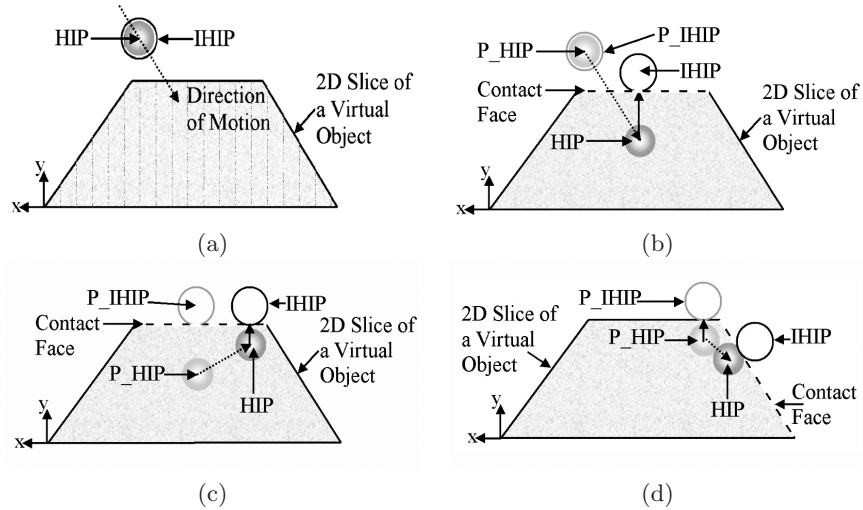 HIP
IHIP
Direction
of Motion
2D Slice of
a Virtual
Object
y
x
(a)
P_HIP
P_IHIP
IHIP
Contact
Face
2D Slice of
a Virtual
Object
HIP
y
x
(b)
P_IHIP
IHIP
Contact
Face
2D Slice of
a Virtual
Object
P_HIP
HIP
y
x
(c)
P_IHIP
2D Slice of
a Virtual
Object
P_HIP
IHIP
HIP
Contact
Face
y
x
(d)